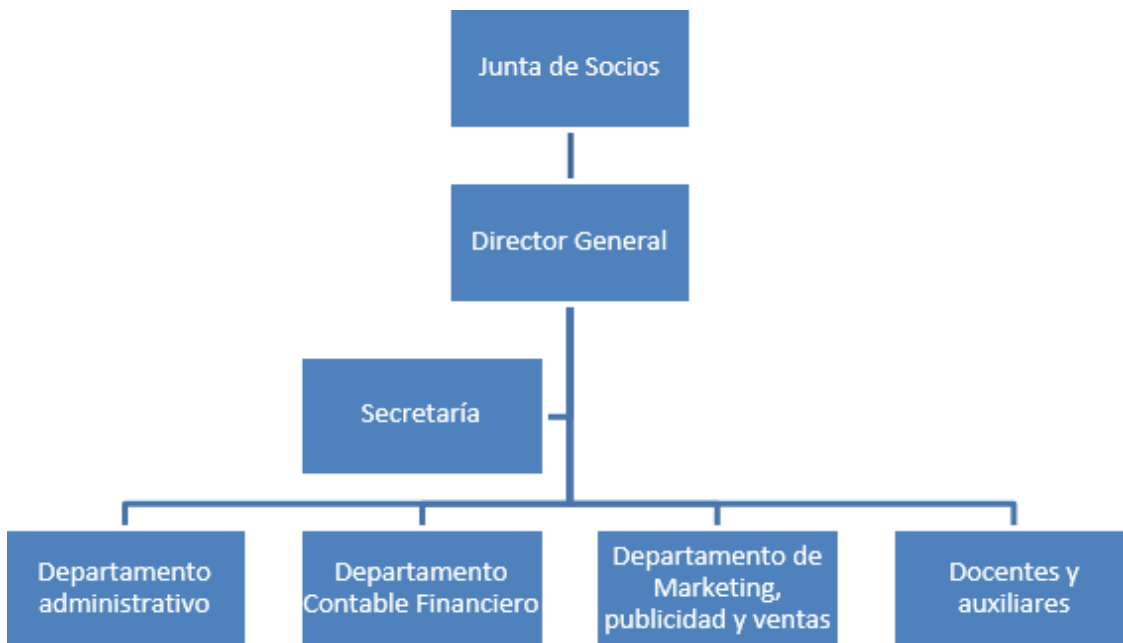 Junta de Socios
Director General
Secretaría
Departamento
administrativo
Departamento
Contable Financiero
Departamento de
Marketing,
publicidad y ventas
Docentes y
auxiliares